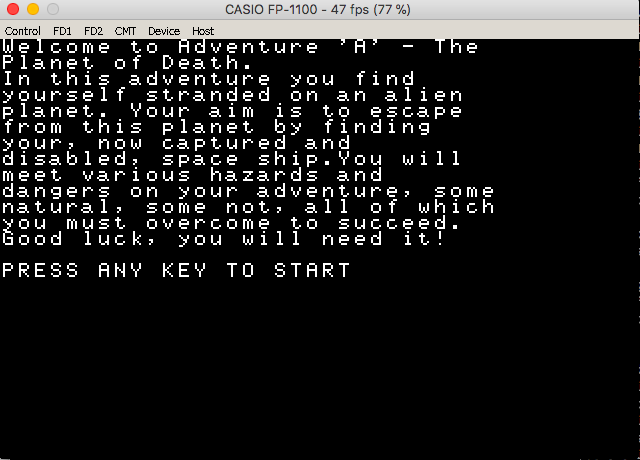 CASIO FP-1100 - 47 fps (77 %)
Control FD1 FD2 CMT Device Host
Welcome to Adventure 'A' - The
Planet of Death.
In this adventure you find
yourself stranded on an alien
planet. Your aim is to escape
from this planet by finding
your, now captured and
disabled, space ship.You will
meet various hazards and
dangers on your adventure, some
natural, some not, all of which
you must overcome to succeed.
Good luck, you will need it!
PRESS ANY KEY TO START